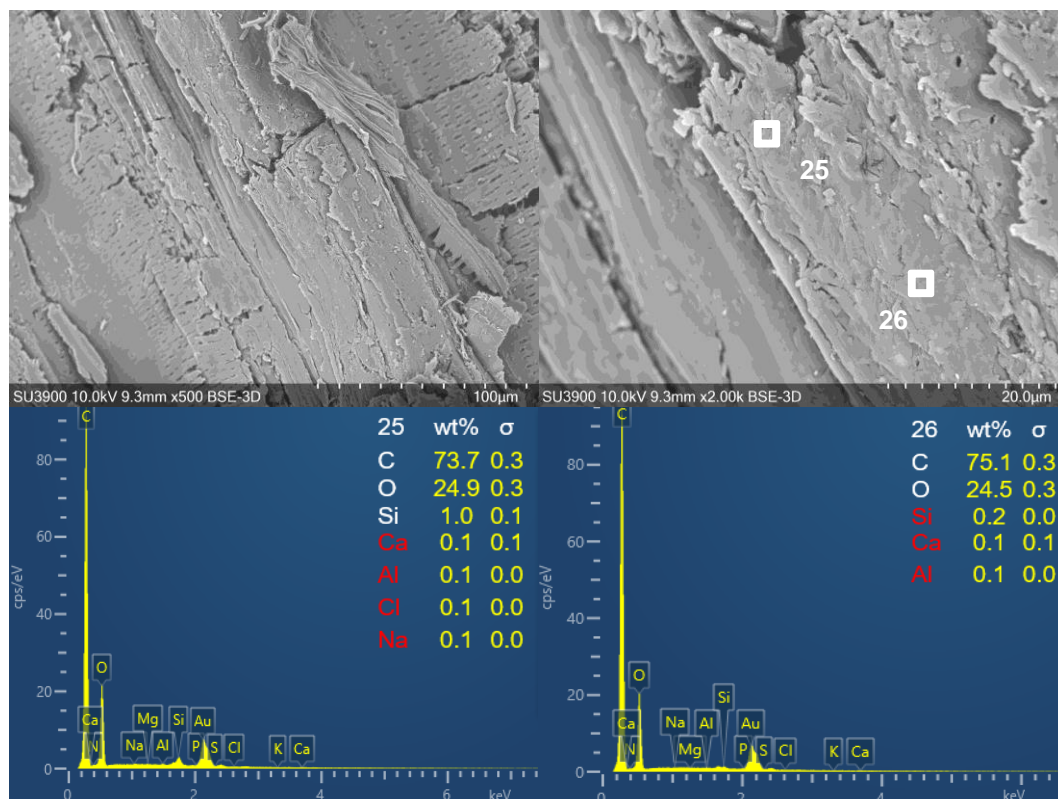 25
26
SU3900 10.0kV 9.3mm x500 BSE-3D 100µm
SU3900 10.0kV 9.3mm x2.00k BSE-3D 20.0µm
25 wt% σ
C 73.7 0.3
O 24.9 0.3
Si 1.0 0.1
Ca 0.1 0.1
Al 0.1 0.0
Cl 0.1 0.0
Na 0.1 0.0
C
80
60
40
20
0
cps/eV
O
Ca
N
Na
Mg
Al
Si
P
Au
S
Cl
K
Ca
0 2 4 6 keV
26 wt% σ
C 75.1 0.3
O 24.5 0.3
Si 0.2 0.0
Ca 0.1 0.1
Al 0.1 0.0
C
80
60
40
20
0
cps/eV
O
Ca
N
Na
Mg
Al
Si
P
Au
S
Cl
K
Ca
0 2 4 keV